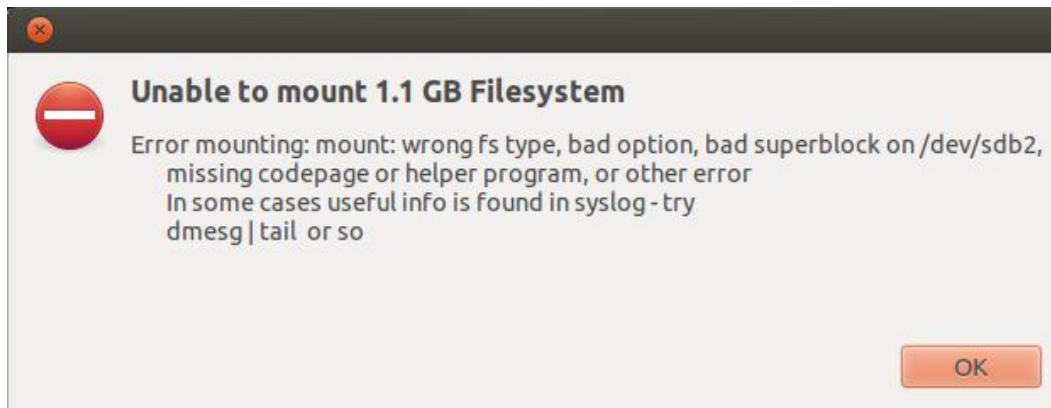 Unable to mount 1.1 GB Filesystem
Error mounting: mount: wrong fs type, bad option, bad superblock on /dev/sdb2,
missing codepage or helper program, or other error
In some cases useful info is found in syslog - try
dmesg | tail  or so
OK